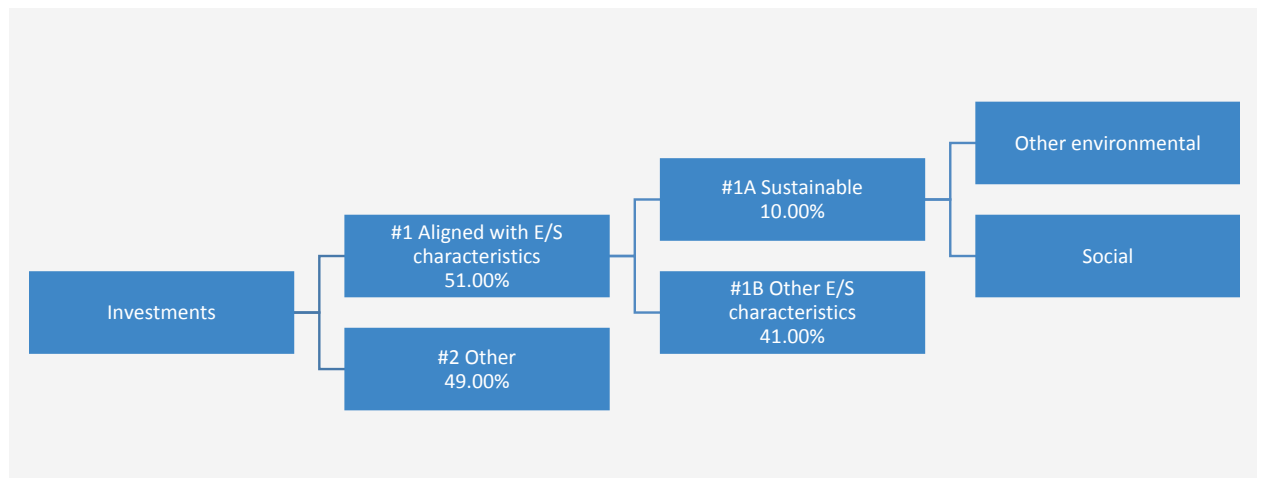 Investments
#1 Aligned with E/S
characteristics
51.00%
#2 Other
49.00%
#1A Sustainable
10.00%
#1B Other E/S
characteristics
41.00%
Other environmental
Social